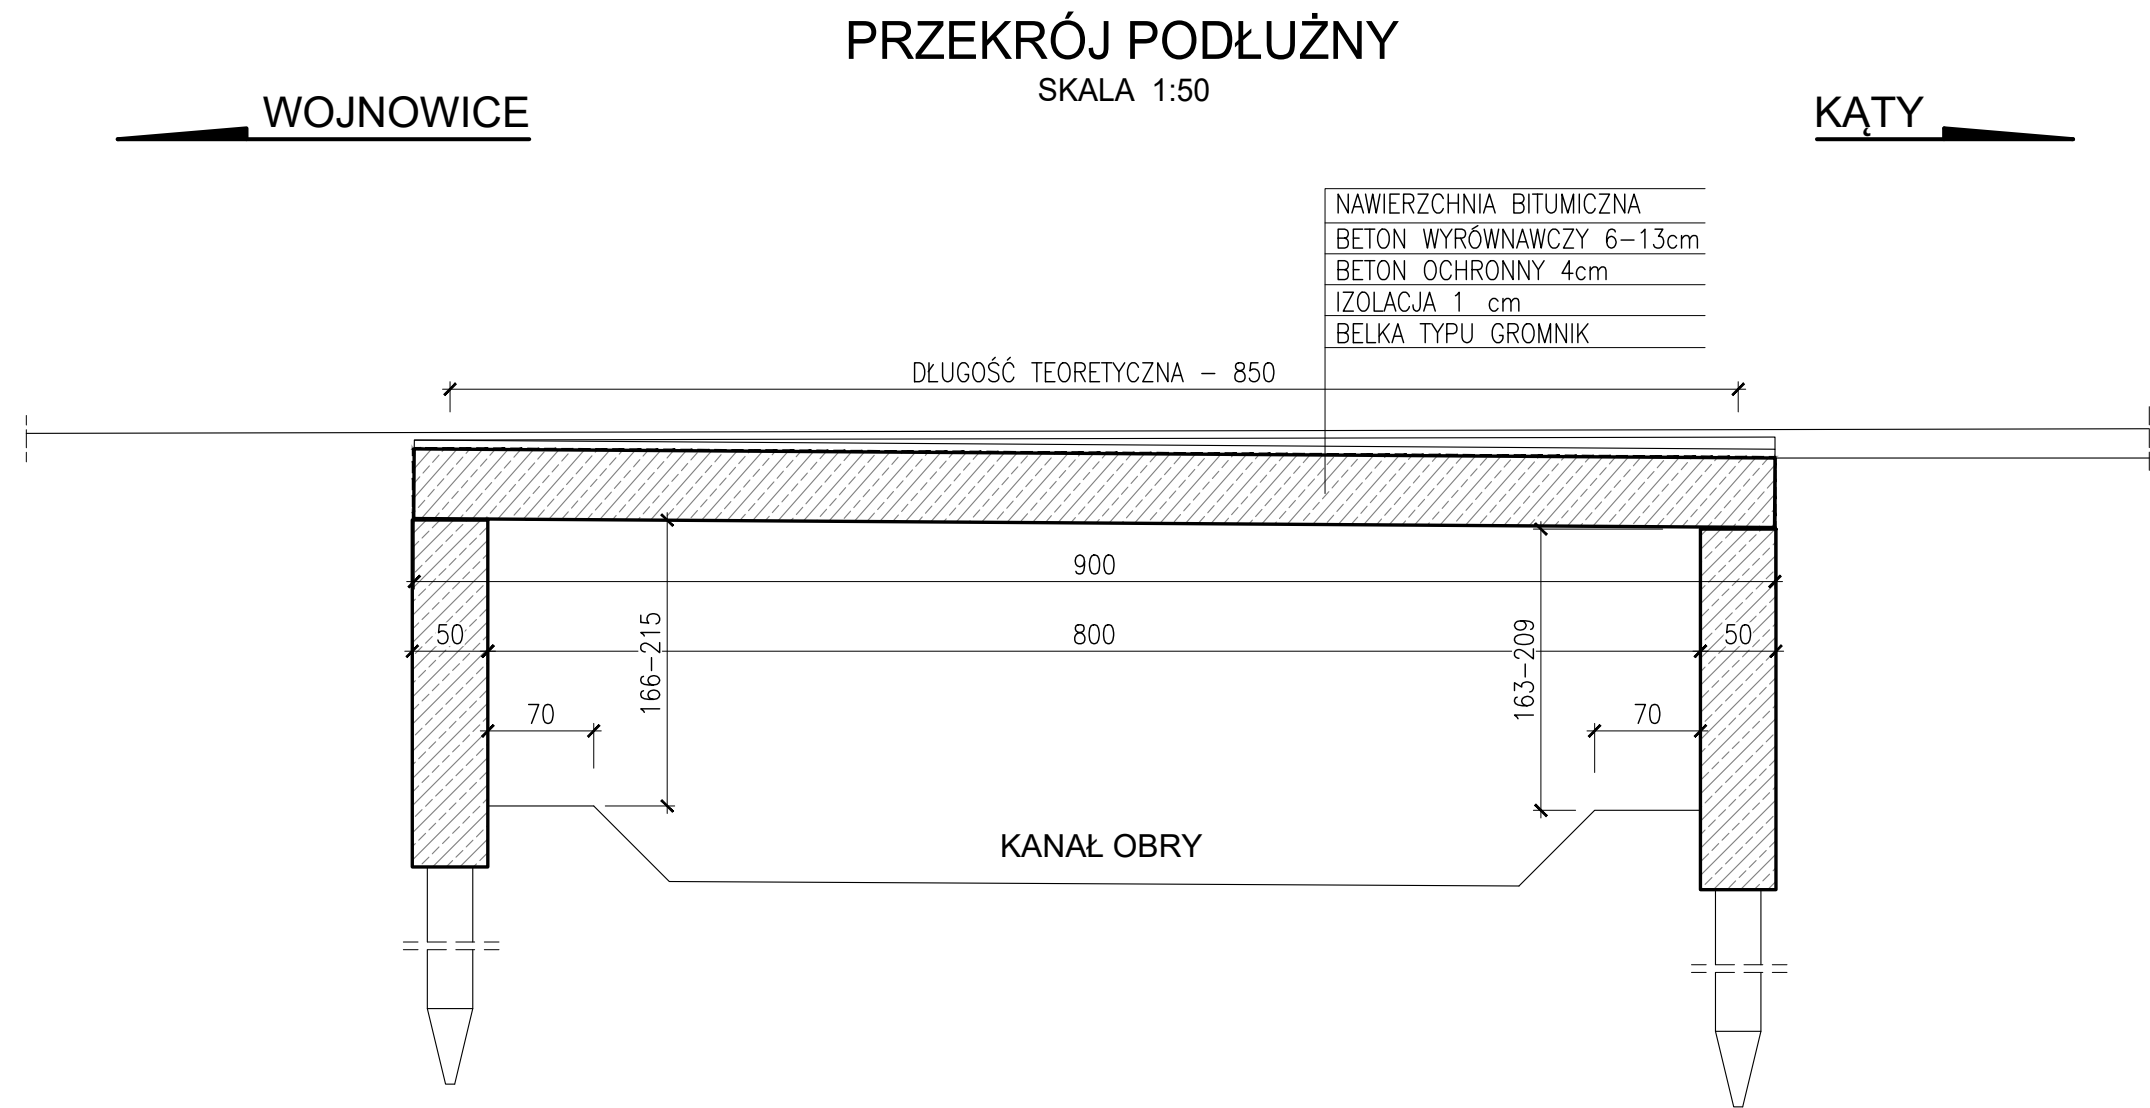 PRZEKRÓJ PODŁUŻNY
SKALA 1:50
WOJNOWICE
KĄTY
NAWIERZCHNIA BITUMICZNA
BETON WYRÓWNAWCZY 6-13cm
BETON OCHRONNY 4cm
IZOLACJA 1 cm
BELKA TYPU GROMNIK
DŁUGOŚĆ TEORETYCZNA - 850
900
50
166-215
800
163-209
50
70
70
KANAŁ OBRY